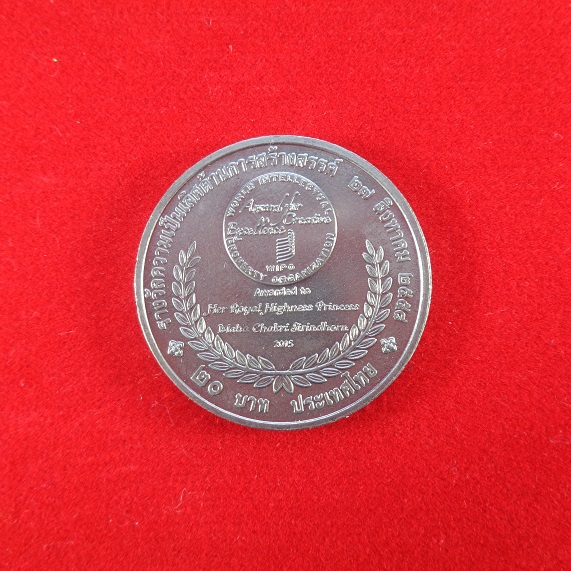 รางวัลความเป็นเลิศด้านการสร้างสรรค์ ๒๗ สิงหาคม ๒๕๕๘
WORLD INTELLECTUAL PROPERTY ORGANIZATION
Award for
Creative
Excellence
WIPO
Awarded to
Her Royal Highness Princess
Maha Chakri Sirindhorn
2015
๒๐ บาท ประเทศไทย